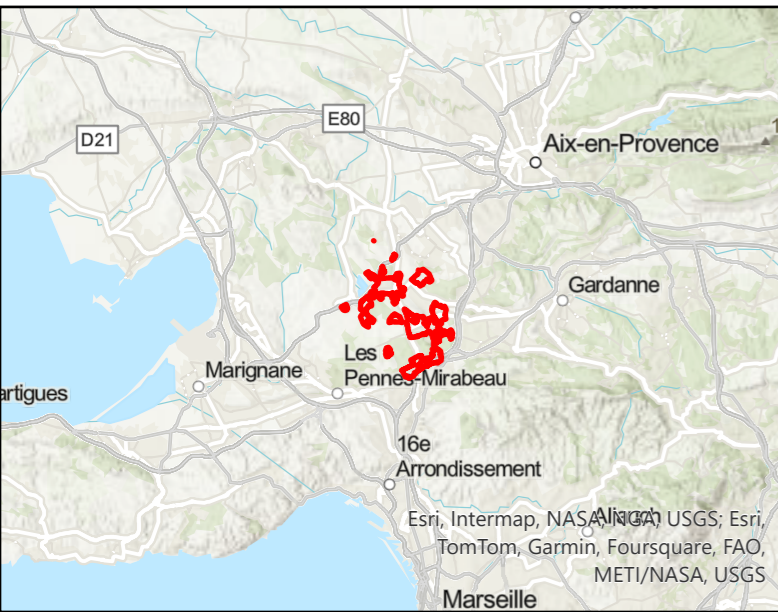 E80
D21
Aix-en-Provence
Gardanne
Les
Pennes-Mirabeau
Marignane
artigues
16e
Arrondissement
Esri, Intermap, NASA, NGA, USGS; Esri,
TomTom, Garmin, Foursquare, FAO,
METI/NASA, USGS
Marseille